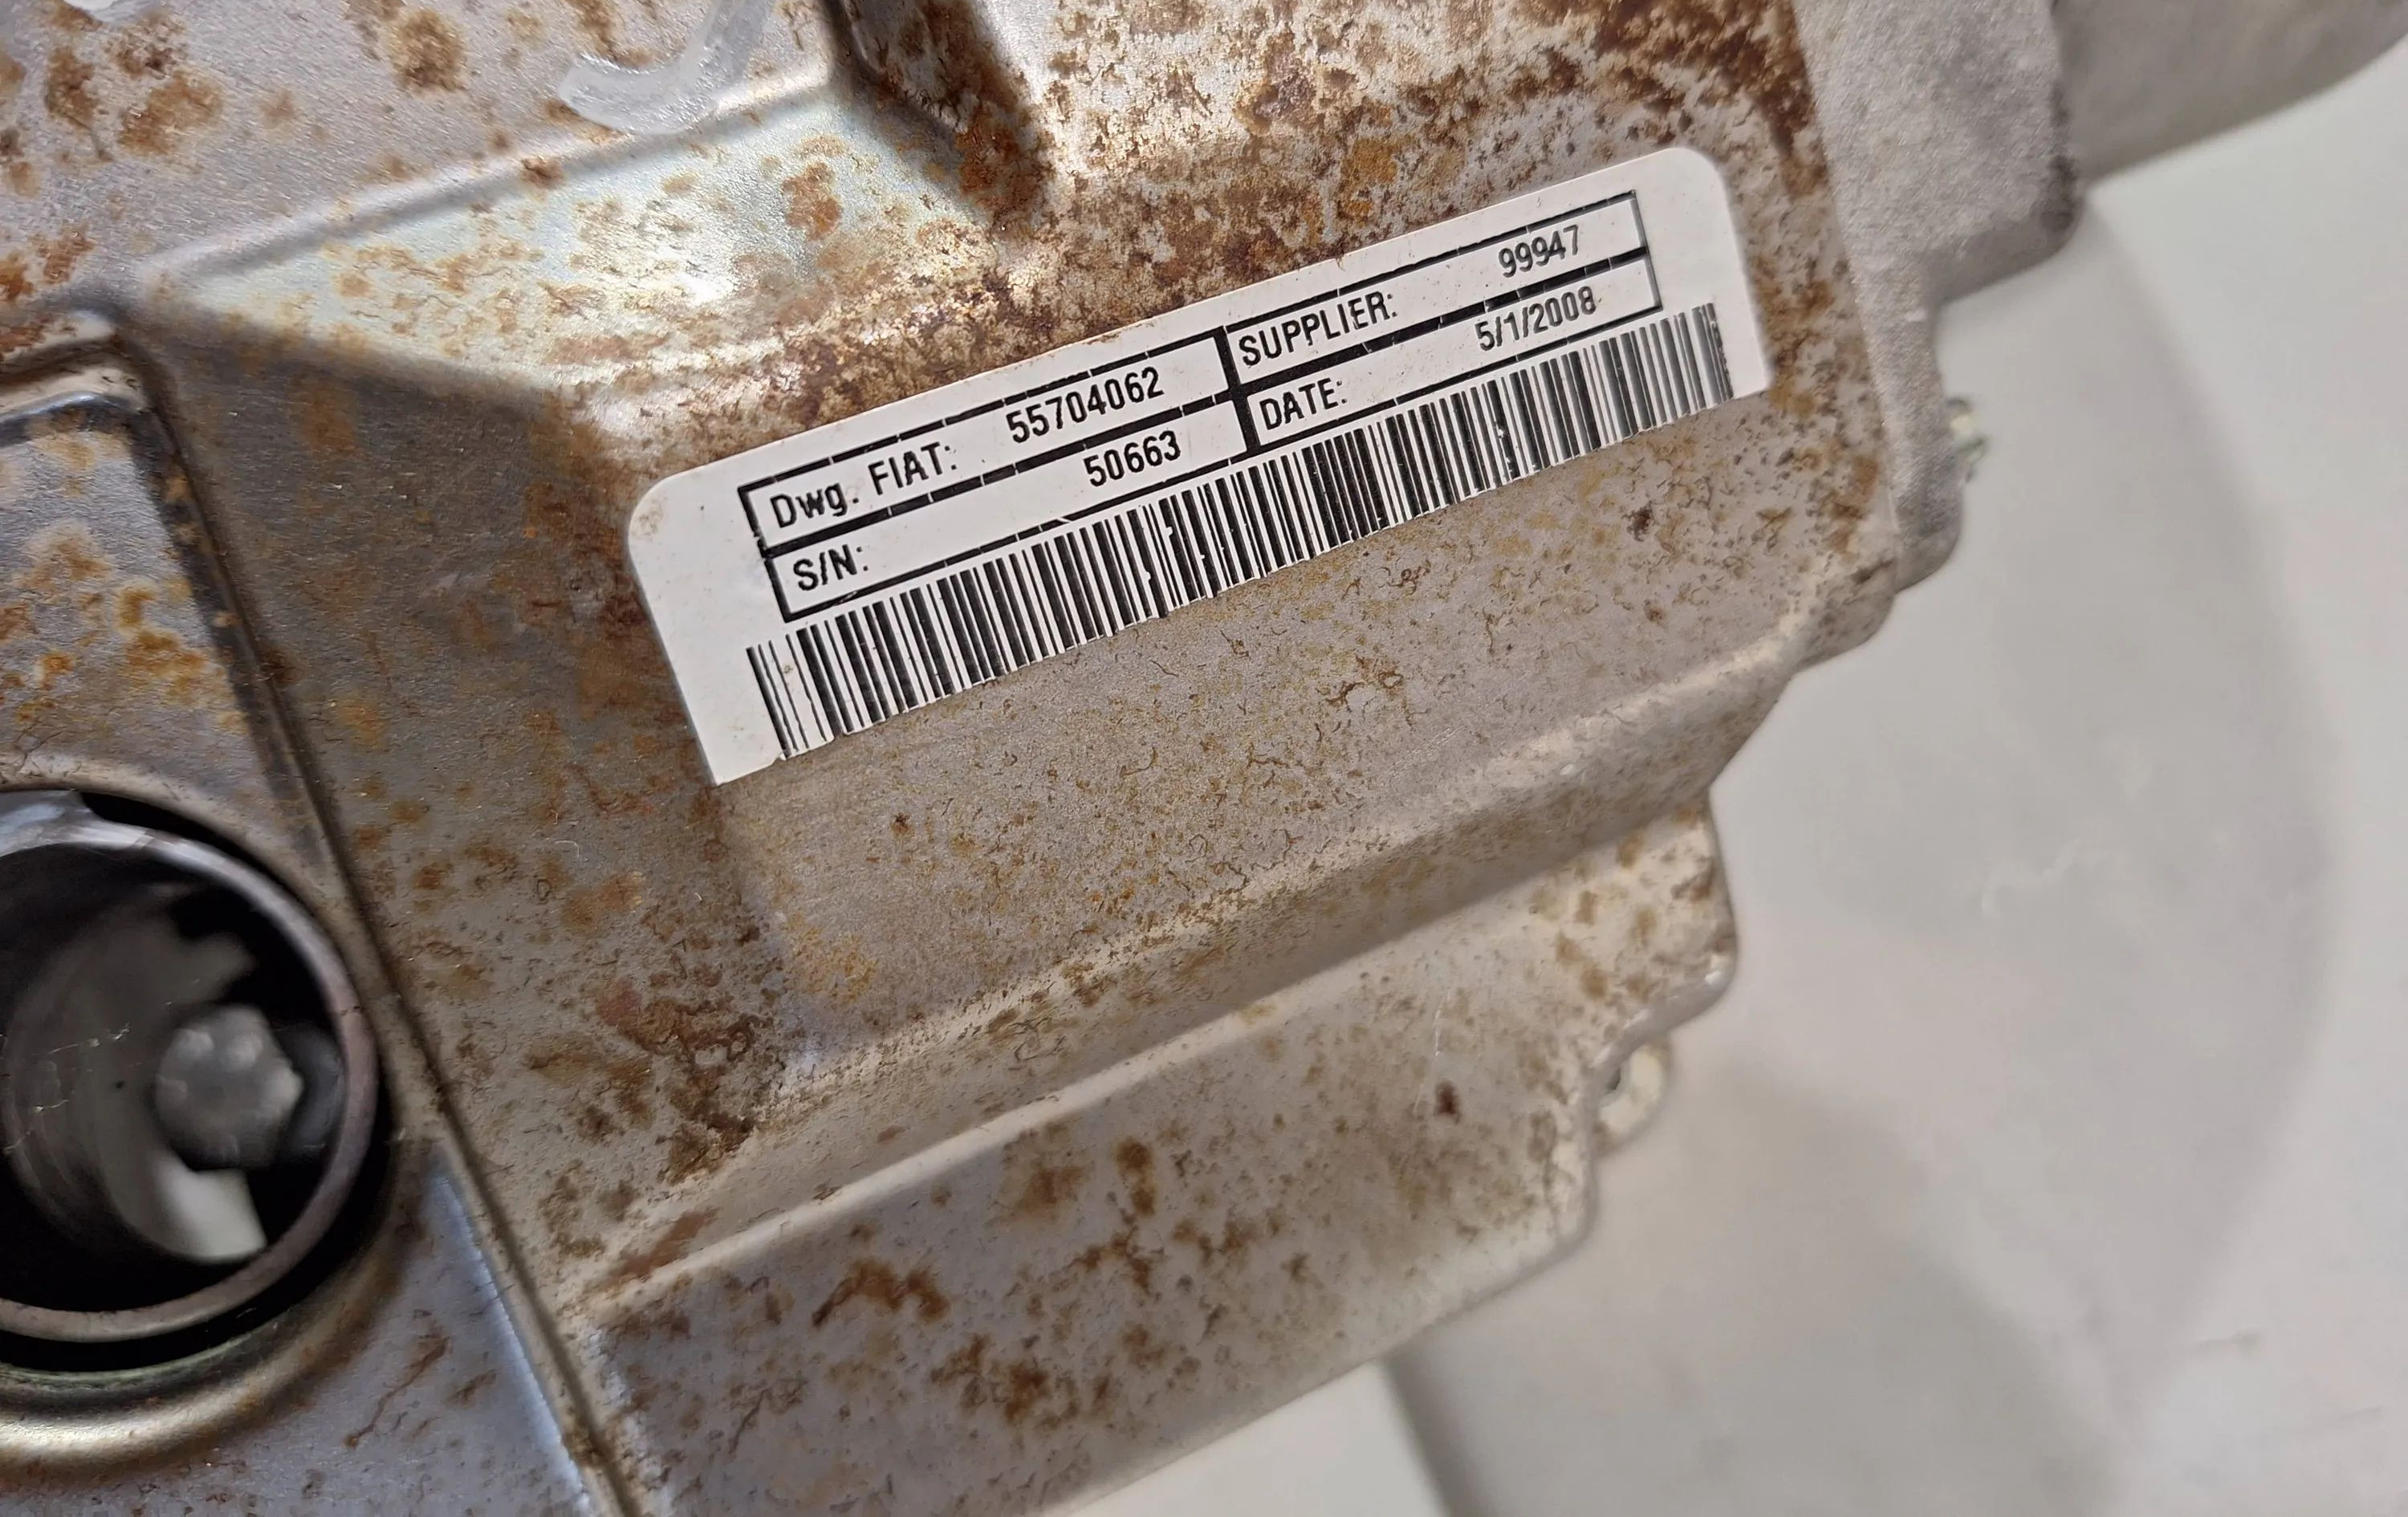 Dwg. FIAT: 55704062 SUPPLIER: 99947
S/N: 50663 DATE: 5/1/2008